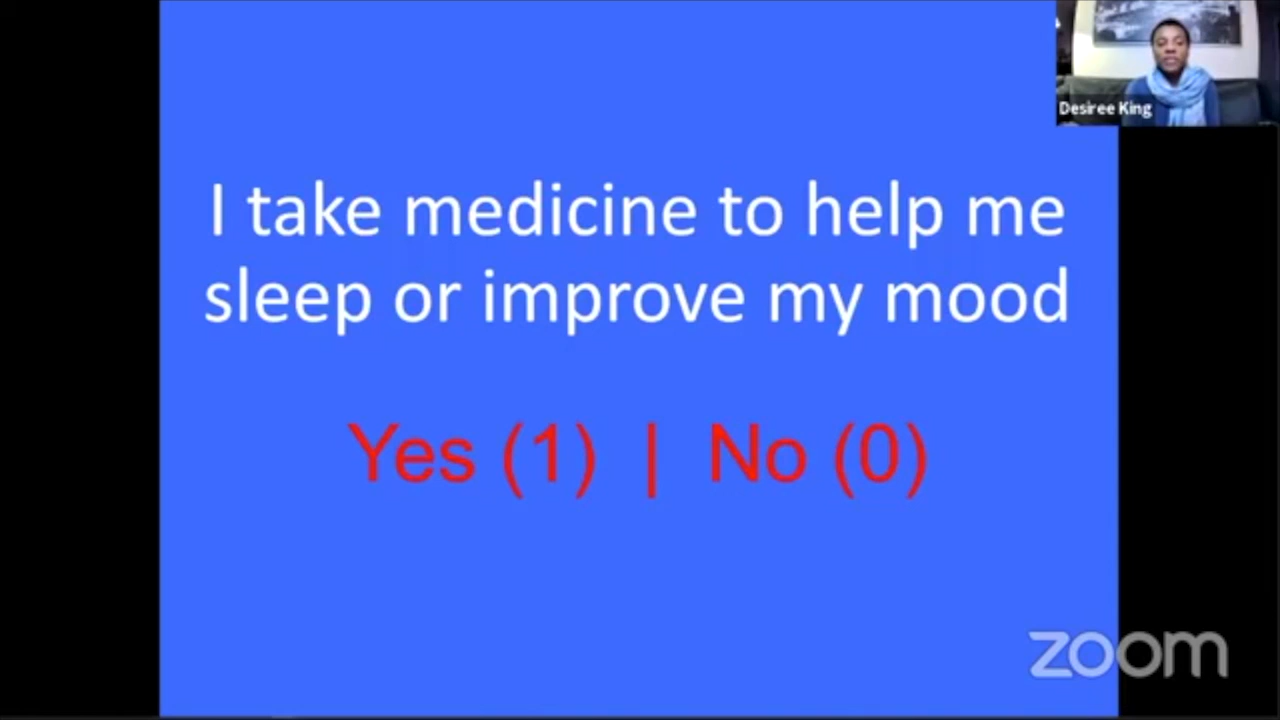 Desiree King
I take medicine to help me
sleep or improve my mood
Yes (1) | No (0)
zoom